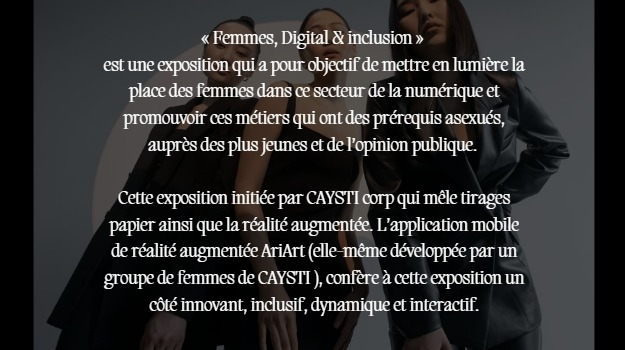 « Femmes, Digital & inclusion »
est une exposition qui a pour objectif de mettre en lumière la
place des femmes dans ce secteur de la numérique et
promouvoir ces métiers qui ont des prérequis asexués,
auprès des plus jeunes et de l'opinion publique.
Cette exposition initiée par CAYSTI corp qui mêle tirages
papier ainsi que la réalité augmentée. L'application mobile
de réalité augmentée AriArt (elle-même développée par un
groupe de femmes de CAYSTI ), confère à cette exposition un
côté innovant, inclusif, dynamique et interactif.